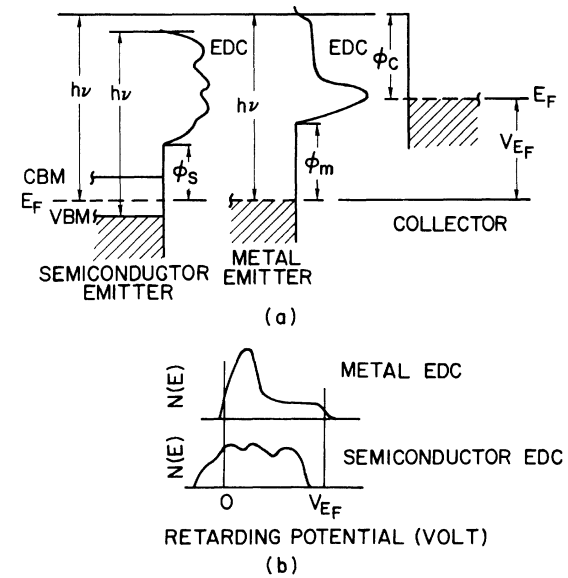 (a)
EDC
EDC
ϕc
hν
hν
hν
EF
VEF
ϕs
ϕm
CBM
EF
VBM
COLLECTOR
SEMICONDUCTOR
EMITTER
METAL
EMITTER
(a)
N(E)
METAL EDC
N(E)
SEMICONDUCTOR EDC
O
VEF
RETARDING POTENTIAL (VOLT)
(b)